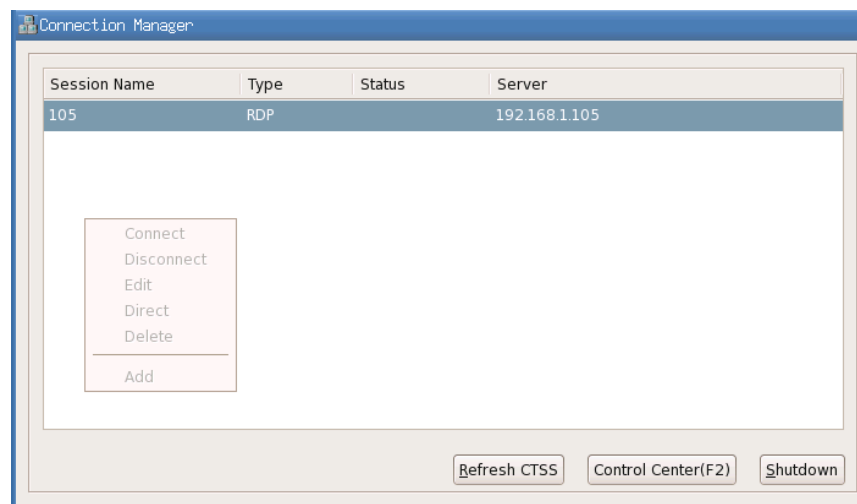 Connection Manager
Session Name Type Status Server
105 RDP 192.168.1.105
Connect
Disconnect
Edit
Direct
Delete
Add
Refresh CTSS Control Center(F2) Shutdown